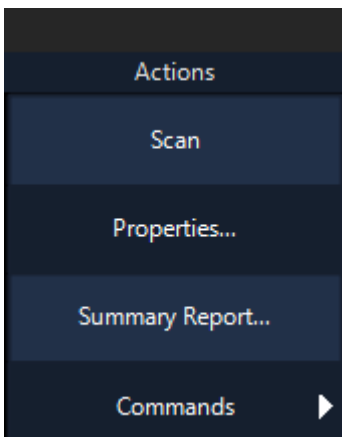 Actions
Scan
Properties...
Summary Report...
Commands